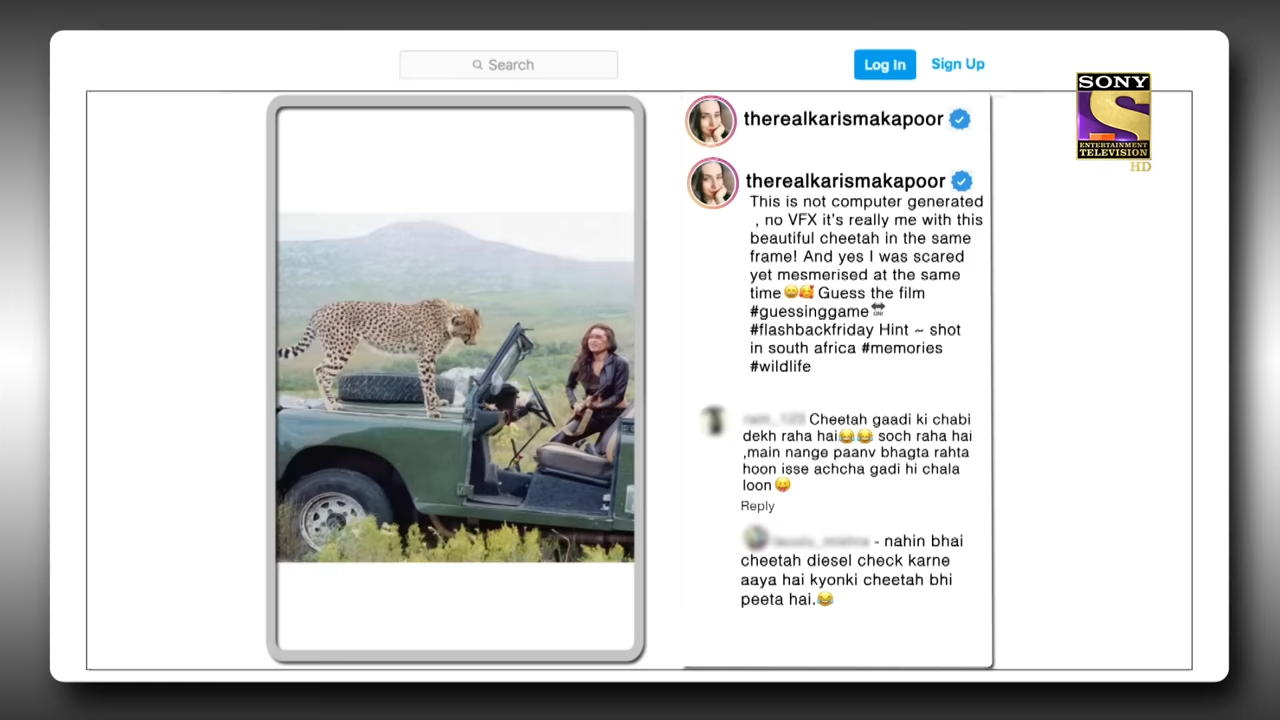 Search
Log In
Sign Up
SONY
ENTERTAINMENT
TELEVISION
HD
therealkarismakapoor
therealkarismakapoor
This is not computer generated
, no VFX it's really me with this
beautiful cheetah in the same
frame! And yes I was scared
yet mesmerised at the same
time😄🥰 Guess the film
#guessinggame🔛
#flashbackfriday Hint ~ shot
in south africa #memories
#wildlife
Cheetah gaadi ki chabi
dekh raha hai😂😂 soch raha hai
,main nange paanv bhagta rahta
hoon isse achcha gadi hi chala
loon😛
Reply
- nahin bhai
cheetah diesel check karne
aaya hai kyonki cheetah bhi
peeta hai.😂